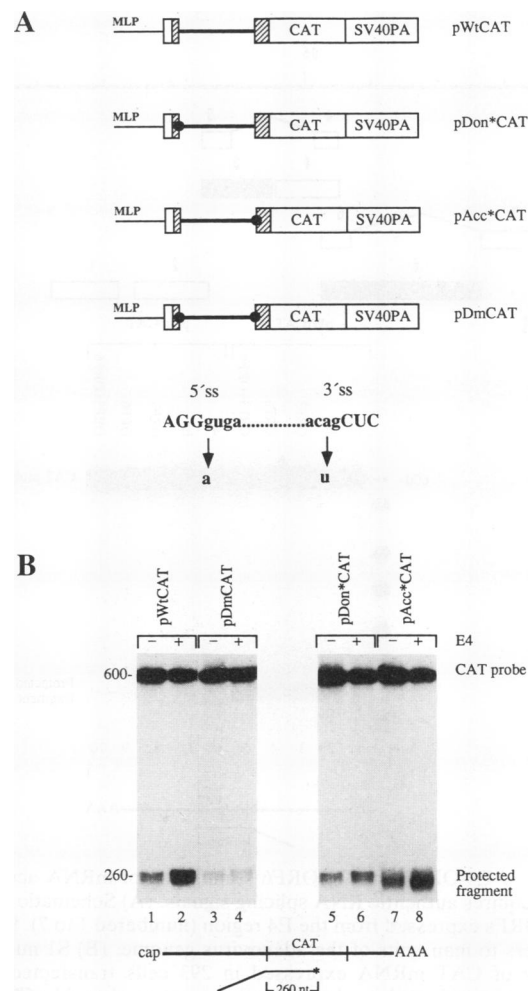 A
MLP CAT SV40PA pWtCAT
MLP CAT SV40PA pDon*CAT
MLP CAT SV40PA pAcc*CAT
MLP CAT SV40PA pDmCAT
5´ss 3´ss
AGGguga..............acagCUC
a u
B
pWtCAT pDmCAT pDon*CAT pAcc*CAT
– + – + – + – + E4
600- CAT probe
260- Protected
fragment
1 2 3 4 5 6 7 8
cap CAT AAA
*
260 nt